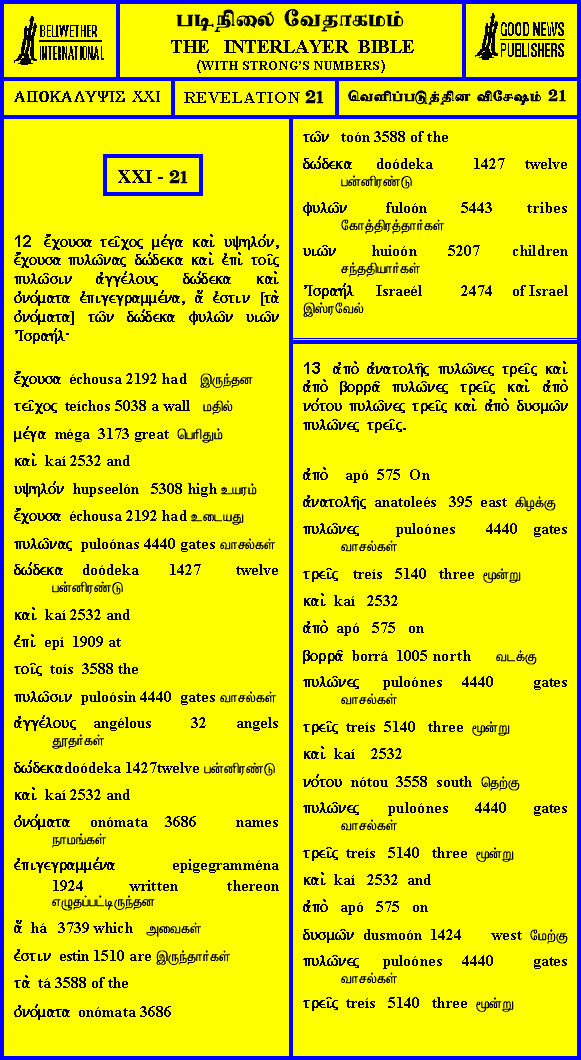 BELLWETHER
INTERNATIONAL
படிநிலை வேதாகமம்
THE INTERLAYER BIBLE
(WITH STRONG'S NUMBERS)
GOOD NEWS
PUBLISHERS
ΑΠΟΚΑΛΥΨΙΣ XXI
REVELATION 21
வெளிப்படுத்தின விசேஷம் 21
XXI - 21
12 ἔχουσα τεῖχος μέγα καὶ υψηλόν,
ἔχουσα πυλῶνας δώδεκα καὶ ἐπὶ τοῖς
πυλῶσιν ἀγγέλους δώδεκα καὶ
ὀνόματα ἐπιγεγραμμένα, ἅ ἐστιν [τὰ
ὀνόματα] τῶν δώδεκα φυλῶν υιῶν
Ἰσραήλ·
ἔχουσα échousa 2192 had இருந்தன
τεῖχος teíchos 5038 a wall மதில்
μέγα méga 3173 great பெரிதும்
καὶ kaí 2532 and
υψηλόν hupseelón 5308 high உயரம்
ἔχουσα échousa 2192 had உடையது
πυλῶνας puloónas 4440 gates வாசல்கள்
δώδεκα doódeka 1427 twelve
பன்னிரண்டு
καὶ kaí 2532 and
ἐπὶ epí 1909 at
τοῖς toís 3588 the
πυλῶσιν puloósin 4440 gates வாசல்கள்
ἀγγέλους angélous 32 angels
தூதர்கள்
δώδεκα doódeka 1427twelve பன்னிரண்டு
καὶ kaí 2532 and
ὀνόματα onómata 3686 names
நாமங்கள்
ἐπιγεγραμμένα epigegramména
1924 written thereon
எழுதப்பட்டிருந்தன
ἅ há 3739 which அவைகள்
ἐστιν estin 1510 are இருந்தார்கள்
τὰ tá 3588 of the
ὀνόματα onómata 3686
τῶν toón 3588 of the
δώδεκα doódeka 1427 twelve
பன்னிரண்டு
φυλῶν fuloón 5443 tribes
கோத்திரத்தார்கள்
υιῶν huioón 5207 children
சந்ததியார்கள்
Ἰσραήλ Israeél 2474 of Israel
இஸ்ரவேல்
13 ἀπὸ ἀνατολῆς πυλῶνες τρεῖς καὶ
ἀπὸ βορρᾶ πυλῶνες τρεῖς καὶ ἀπὸ
νότου πυλῶνες τρεῖς καὶ ἀπὸ δυσμῶν
πυλῶνες τρεῖς.
ἀπὸ apó 575 On
ἀνατολῆς anatoleés 395 east கிழக்கு
πυλῶνες puloónes 4440 gates
வாசல்கள்
τρεῖς treís 5140 three மூன்று
καὶ kaí 2532
ἀπὸ apó 575 on
βορρᾶ borrá 1005 north வடக்கு
πυλῶνες puloónes 4440 gates
வாசல்கள்
τρεῖς treís 5140 three மூன்று
καὶ kaí 2532
νότου nótou 3558 south தெற்கு
πυλῶνες puloónes 4440 gates
வாசல்கள்
τρεῖς treís 5140 three மூன்று
καὶ kaí 2532 and
ἀπὸ apó 575 on
δυσμῶν dusmoón 1424 west மேற்கு
πυλῶνες puloónes 4440 gates
வாசல்கள்
τρεῖς treís 5140 three மூன்று